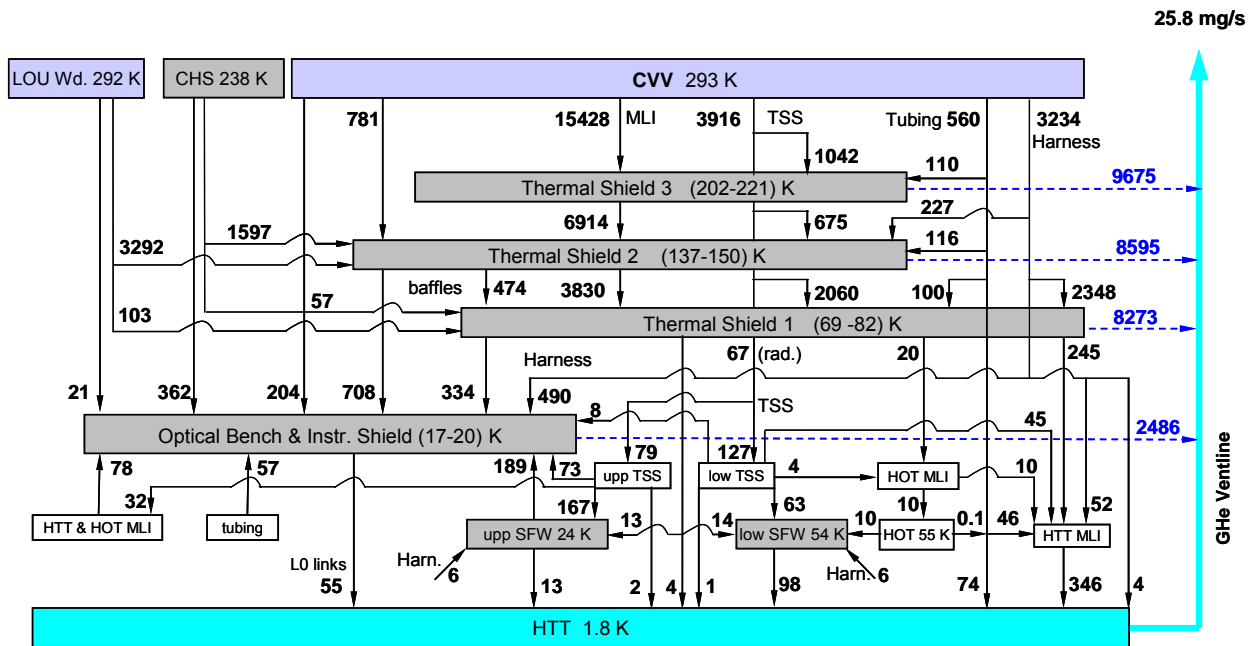 25.8 mg/s
LOU Wd. 292 K
CHS 238 K
CVV 293 K
781
15428
MLI
3916
TSS
Tubing 560
3234
Harness
1042
110
9675
Thermal Shield 3 (202-221) K
6914
675
227
3292
1597
116
8595
Thermal Shield 2 (137-150) K
baffles
474
3830
2060
100
2348
103
57
8273
Thermal Shield 1 (69 -82) K
Harness
67 (rad.)
20
245
21
362
204
708
334
490
TSS
8
45
2486
Optical Bench & Instr. Shield (17-20) K
78
57
189
73
79
127
4
10
upp TSS
low TSS
HOT MLI
32
167
63
10
52
HTT & HOT MLI
tubing
13
14
10
0.1
46
upp SFW 24 K
low SFW 54 K
HOT 55 K
HTT MLI
L0 links
Harn.
6
Harn.
6
55
13
2
4
1
98
74
346
4
HTT 1.8 K
GHe Ventline